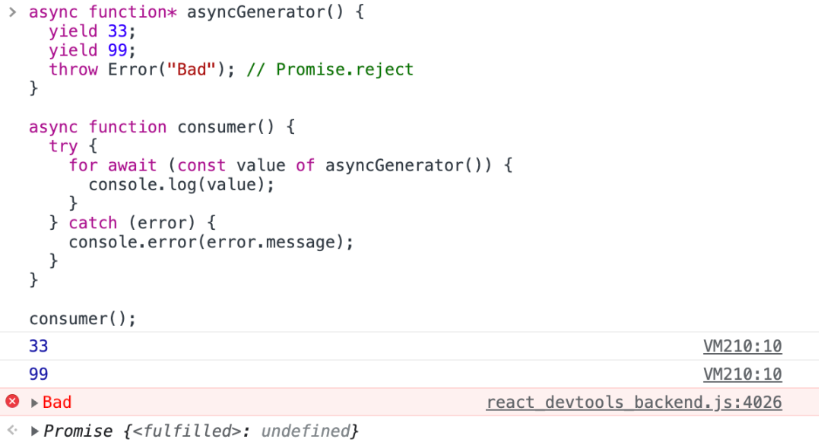 > async function* asyncGenerator() {
  yield 33;
  yield 99;
  throw Error("Bad"); // Promise.reject
}

async function consumer() {
  try {
    for await (const value of asyncGenerator()) {
      console.log(value);
    }
  } catch (error) {
    console.error(error.message);
  }
}

consumer();
33 VM210:10
99 VM210:10
Bad react_devtools_backend.js:4026
Promise {<fulfilled>: undefined}